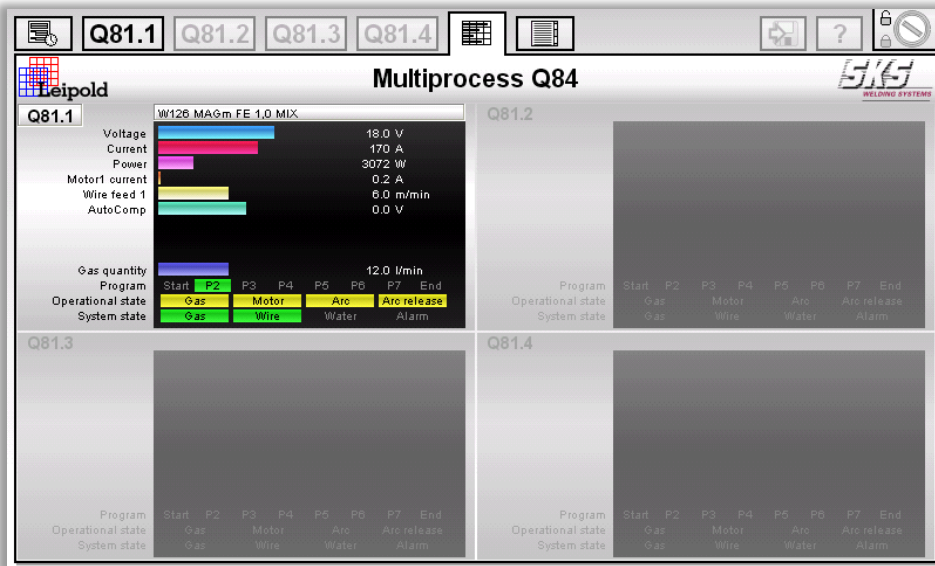 Q81.1 Q81.2 Q81.3 Q81.4 ?
Leipold
Multiprocess Q84
SKS
WELDING SYSTEMS
Q81.1
W126 MAGm FE 1,0 MIX
Voltage 18.0 V
Current 170 A
Power 3072 W
Motor1 current 0.2 A
Wire feed 1 6.0 m/min
AutoComp 0.0 V
Gas quantity 12.0 l/min
Program Start P2 P3 P4 P5 P6 P7 End
Operational state Gas Motor Arc Arc release
System state Gas Wire Water Alarm
Q81.2
Program Start P2 P3 P4 P5 P6 P7 End
Operational state Gas Motor Arc Arc release
System state Gas Wire Water Alarm
Q81.3
Program Start P2 P3 P4 P5 P6 P7 End
Operational state Gas Motor Arc Arc release
System state Gas Wire Water Alarm
Q81.4
Program Start P2 P3 P4 P5 P6 P7 End
Operational state Gas Motor Arc Arc release
System state Gas Wire Water Alarm